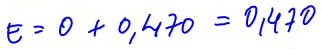 E = 0 + 0,470 = 0,470